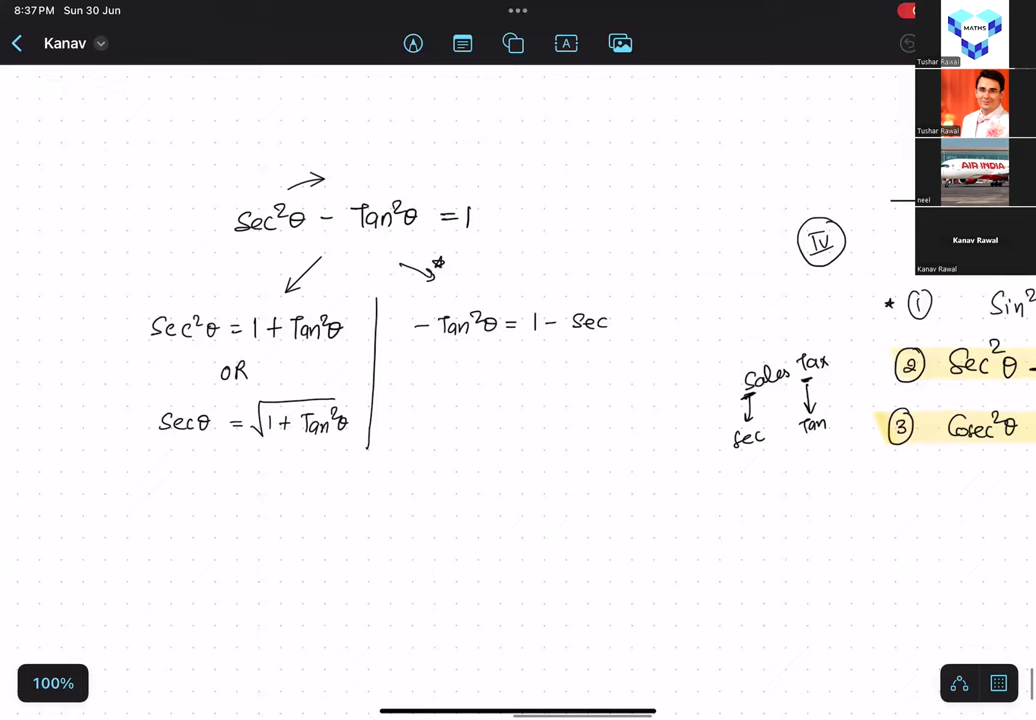 8:37 PM Sun 30 Jun
Kanav
MATHS
Tushar Rawal
Tushar Rawal
AIR INDIA
neel
Kanav Rawal
Kanav Rawal
Sec²θ - Tan²θ = 1
Sec²θ = 1 + Tan²θ
OR
Secθ = √1 + Tan²θ
- Tan²θ = 1 - Sec
Sales Tax
Sec Tan
IV
* ① Sin²
② Sec²θ -
③ Cosec²θ
100%